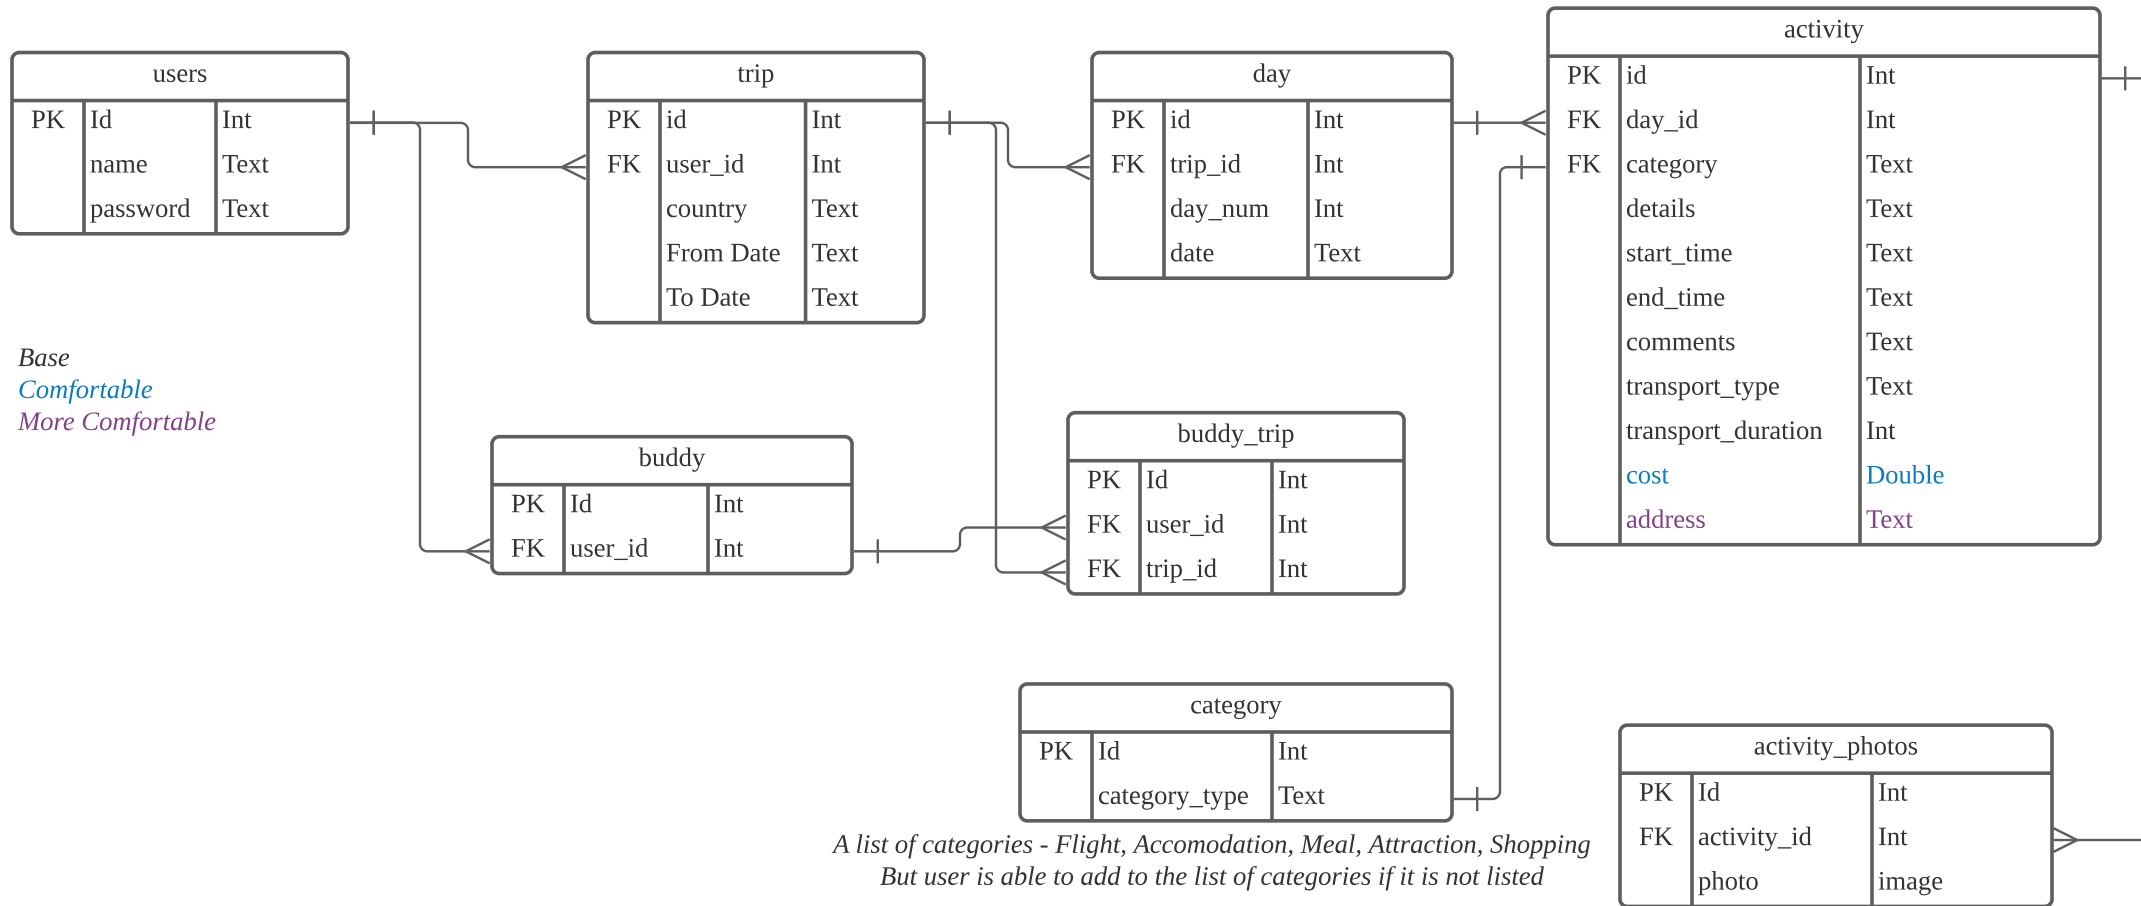 users
PK Id Int
name Text
password Text
trip
PK id Int
FK user_id Int
country Text
From Date Text
To Date Text
day
PK id Int
FK trip_id Int
day_num Int
date Text
activity
PK id Int
FK day_id Int
FK category Text
details Text
start_time Text
end_time Text
comments Text
transport_type Text
transport_duration Int
cost Double
address Text
Base
Comfortable
More Comfortable
buddy
PK Id Int
FK user_id Int
buddy_trip
PK Id Int
FK user_id Int
FK trip_id Int
category
PK Id Int
category_type Text
A list of categories - Flight, Accomodation, Meal, Attraction, Shopping
But user is able to add to the list of categories if it is not listed
activity_photos
PK Id Int
FK activity_id Int
photo image